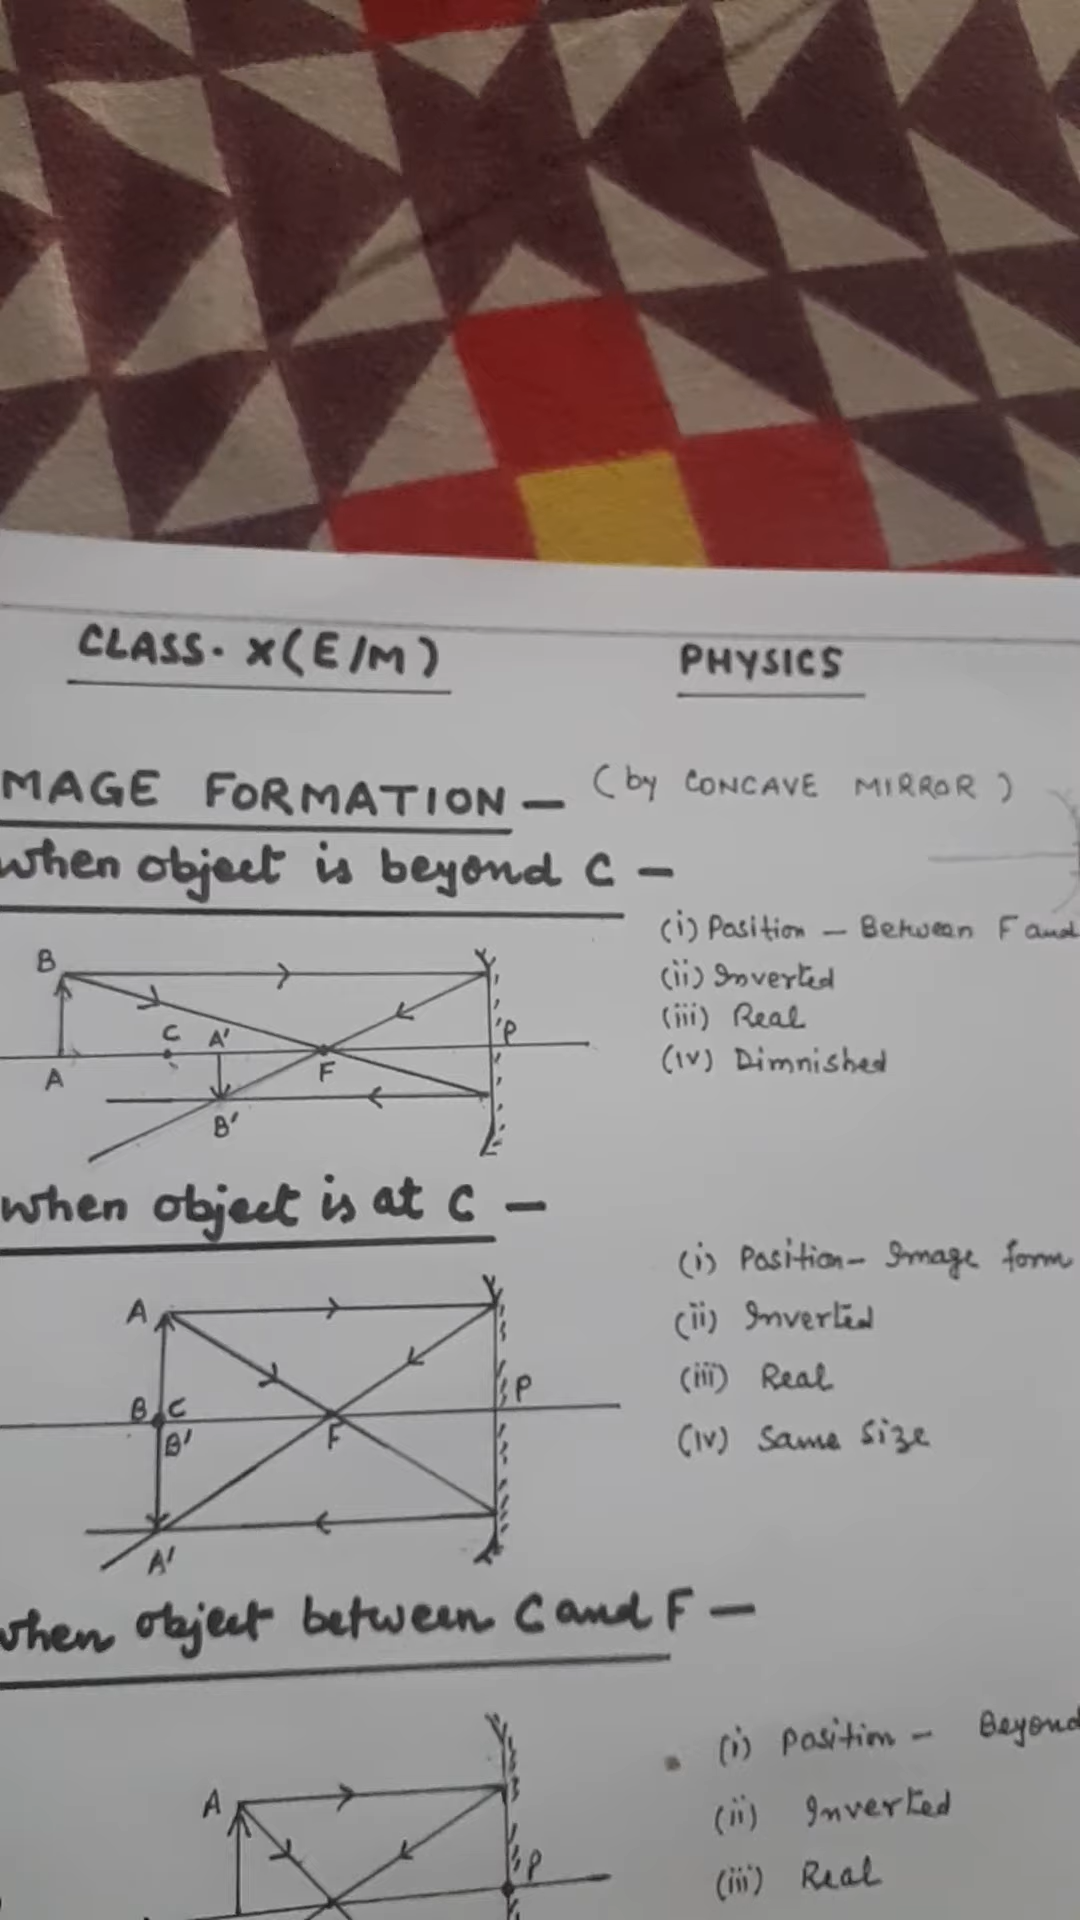 CLASS. X(E/M) PHYSICS
MAGE FORMATION – (by CONCAVE MIRROR)
when object is beyond C –
(i) Position – Between F and
(ii) Inverted
(iii) Real
(iv) Dimnished
B
C A'
P
A
F
B'
when object is at C –
(i) Position– Image form
(ii) Inverted
(iii) Real
(iv) Same Size
A
P
B C
B'
F
A'
when object between C and F –
(i) Position – Beyond
(ii) Inverted
(iii) Real
A
P